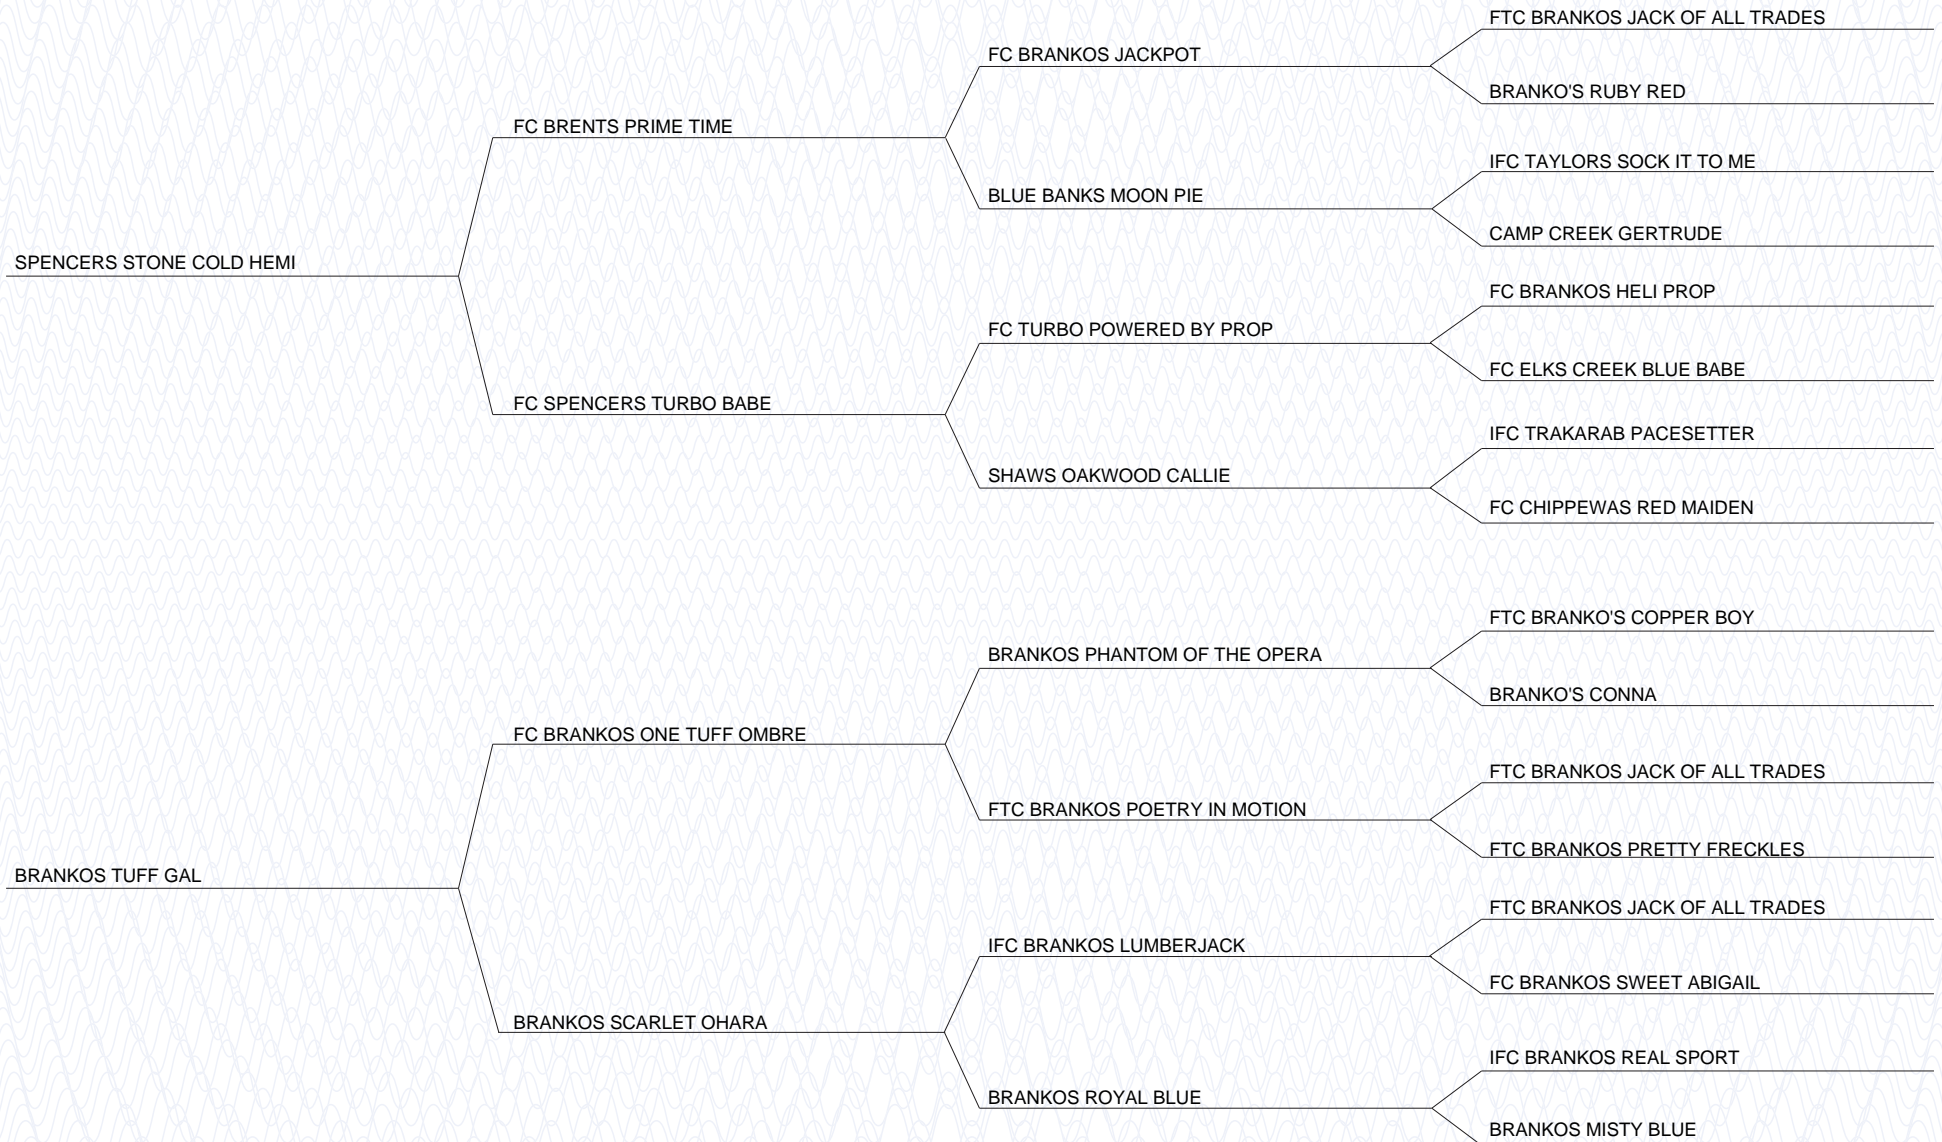 FTC BRANKOS JACK OF ALL TRADES
FC BRANKOS JACKPOT
BRANKO'S RUBY RED
FC BRENTS PRIME TIME
IFC TAYLORS SOCK IT TO ME
BLUE BANKS MOON PIE
CAMP CREEK GERTRUDE
SPENCERS STONE COLD HEMI
FC BRANKOS HELI PROP
FC TURBO POWERED BY PROP
FC ELKS CREEK BLUE BABE
FC SPENCERS TURBO BABE
IFC TRAKARAB PACESETTER
SHAWS OAKWOOD CALLIE
FC CHIPPEWAS RED MAIDEN
FTC BRANKO'S COPPER BOY
BRANKOS PHANTOM OF THE OPERA
BRANKO'S CONNA
FC BRANKOS ONE TUFF OMBRE
FTC BRANKOS JACK OF ALL TRADES
FTC BRANKOS POETRY IN MOTION
FTC BRANKOS PRETTY FRECKLES
BRANKOS TUFF GAL
FTC BRANKOS JACK OF ALL TRADES
IFC BRANKOS LUMBERJACK
FC BRANKOS SWEET ABIGAIL
BRANKOS SCARLET OHARA
IFC BRANKOS REAL SPORT
BRANKOS ROYAL BLUE
BRANKOS MISTY BLUE